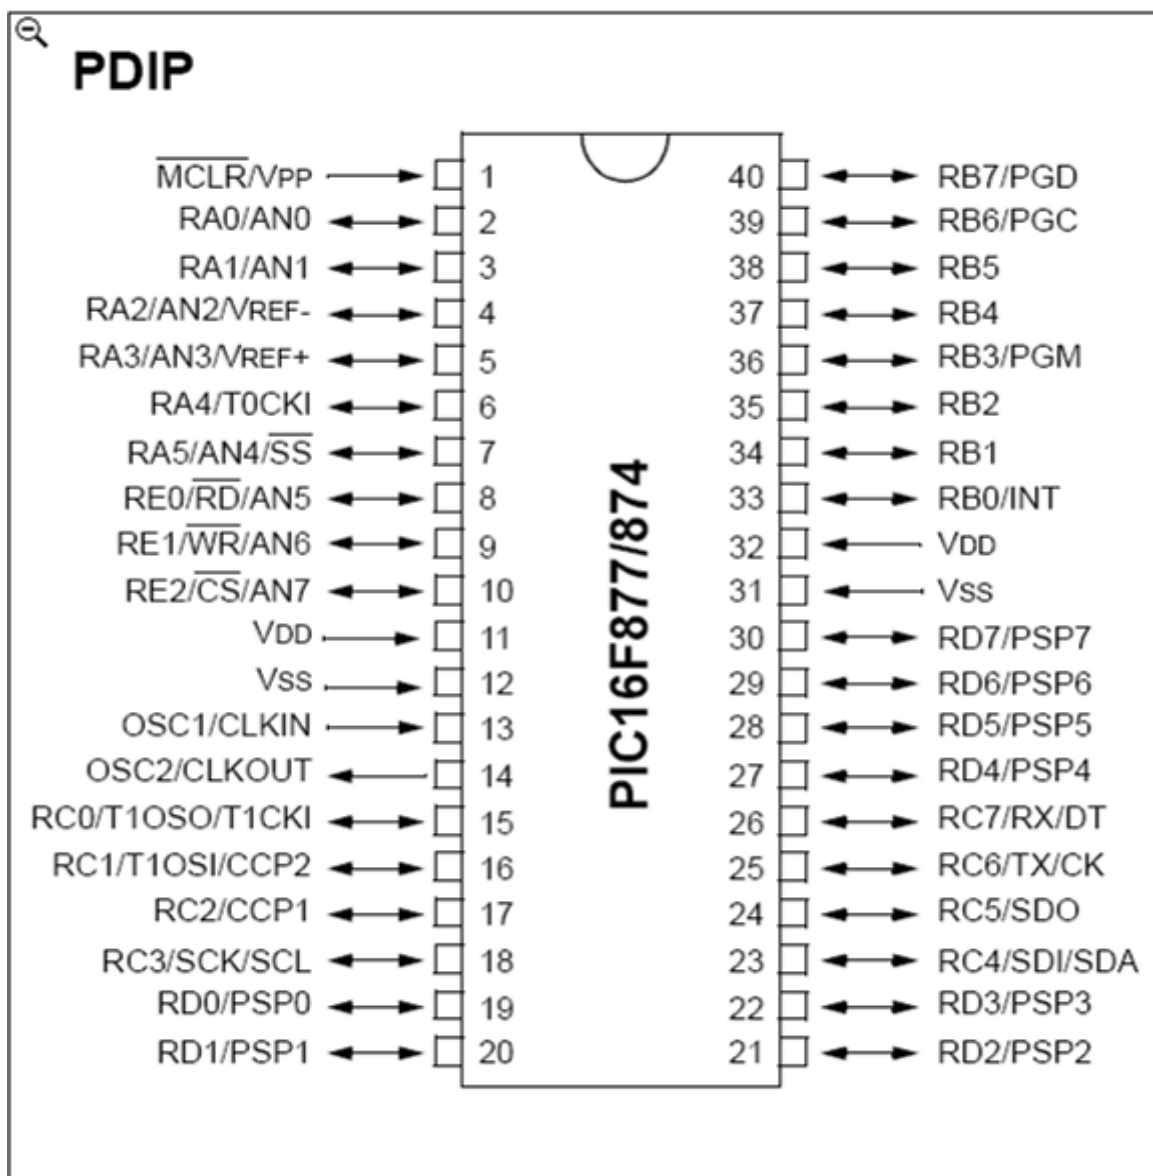 PDIP
MCLR/VPP 1 40 RB7/PGD
RA0/AN0 2 39 RB6/PGC
RA1/AN1 3 38 RB5
RA2/AN2/VREF- 4 37 RB4
RA3/AN3/VREF+ 5 36 RB3/PGM
RA4/T0CKI 6 35 RB2
RA5/AN4/SS 7 34 RB1
RE0/RD/AN5 8 33 RB0/INT
RE1/WR/AN6 9 32 VDD
RE2/CS/AN7 10 31 VSS
VDD 11 30 RD7/PSP7
VSS 12 29 RD6/PSP6
OSC1/CLKIN 13 28 RD5/PSP5
OSC2/CLKOUT 14 27 RD4/PSP4
RC0/T1OSO/T1CKI 15 26 RC7/RX/DT
RC1/T1OSI/CCP2 16 25 RC6/TX/CK
RC2/CCP1 17 24 RC5/SDO
RC3/SCK/SCL 18 23 RC4/SDI/SDA
RD0/PSP0 19 22 RD3/PSP3
RD1/PSP1 20 21 RD2/PSP2
PIC16F877/874